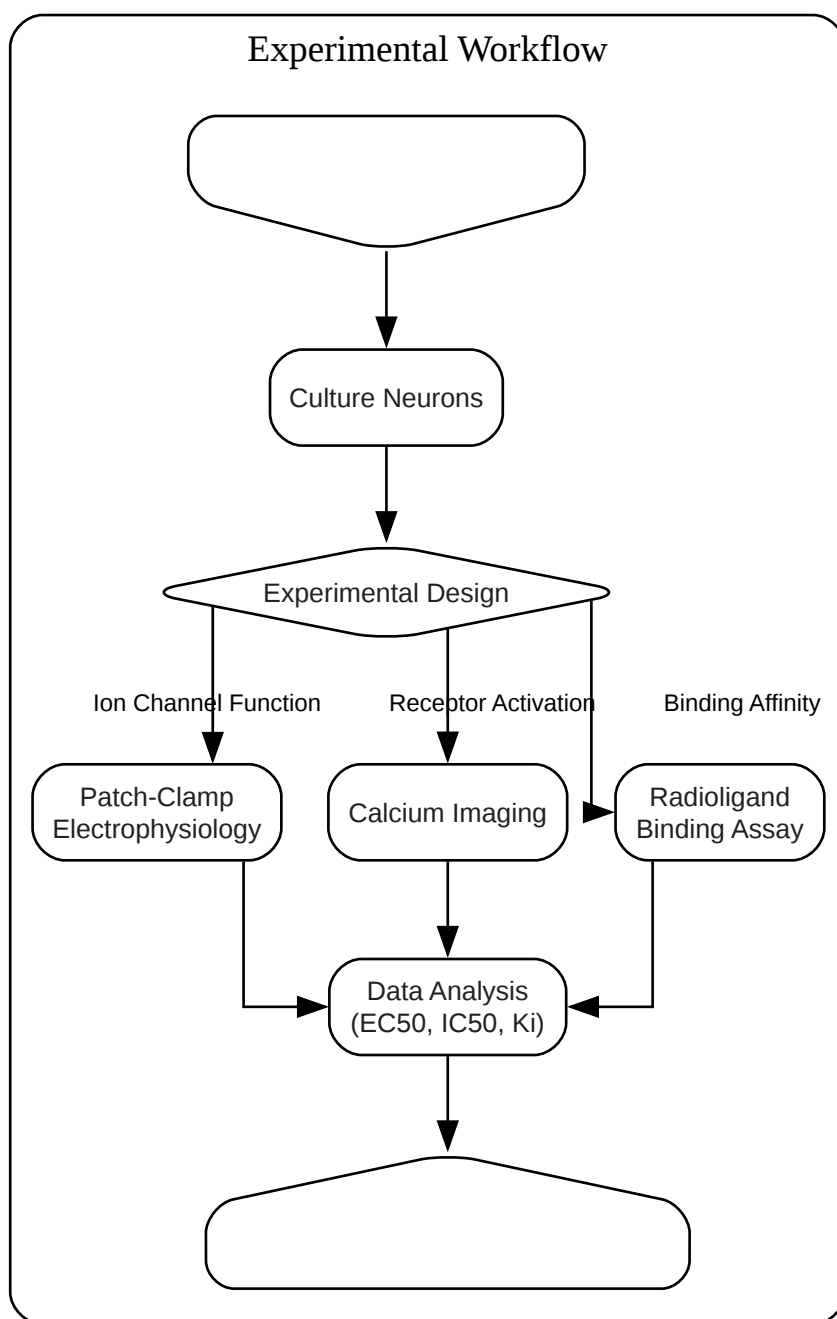 Experimental Workflow
Culture Neurons
Experimental Design
Ion Channel Function
Receptor Activation
Binding Affinity
Patch-Clamp
Electrophysiology
Calcium Imaging
Radioligand
Binding Assay
Data Analysis
(EC50, IC50, Ki)